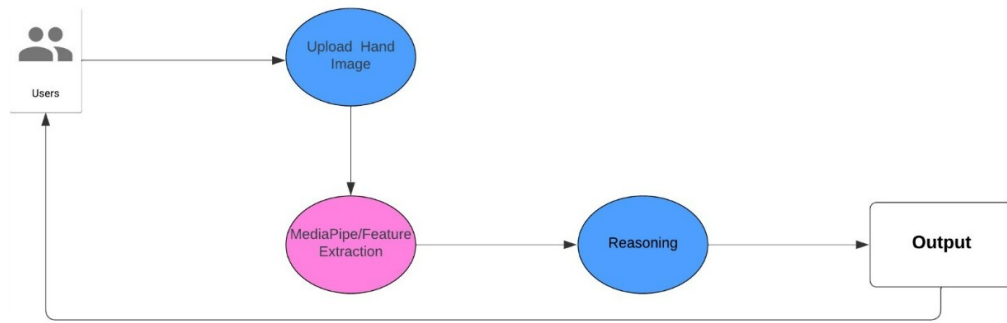 Users
Upload Hand
Image
MediaPipe/Feature
Extraction
Reasoning
Output